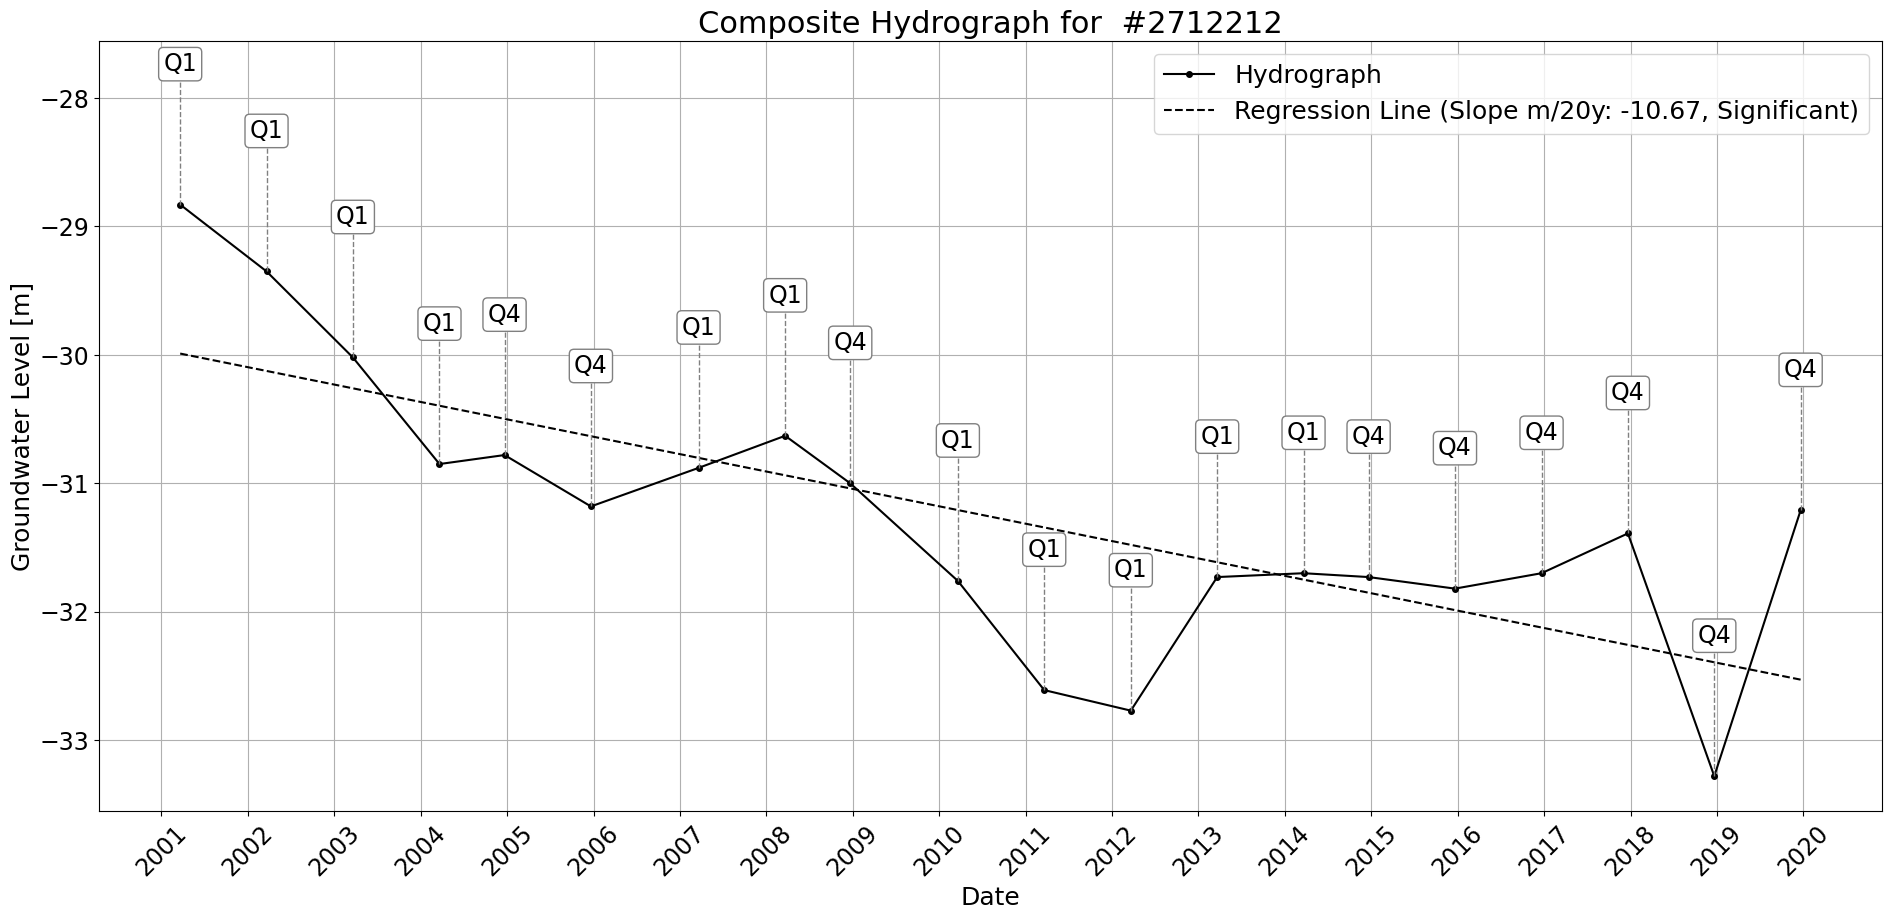 Composite Hydrograph for  #2712212
Hydrograph
Regression Line (Slope m/20y: -10.67, Significant)
Groundwater Level [m]
−28
−29
−30
−31
−32
−33
Q1
Q1
Q1
Q1
Q4
Q4
Q1
Q1
Q4
Q1
Q1
Q1
Q1
Q1
Q4
Q4
Q4
Q4
Q4
Q4
2001
2002
2003
2004
2005
2006
2007
2008
2009
2010
2011
2012
2013
2014
2015
2016
2017
2018
2019
2020
Date